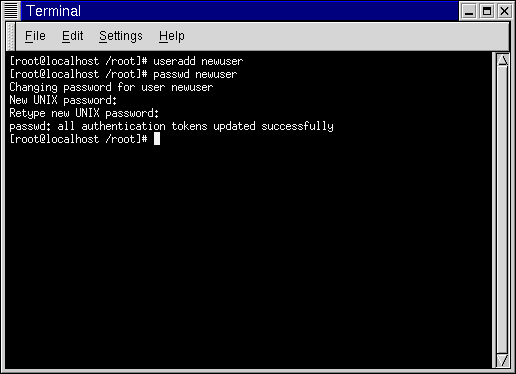 Terminal
File Edit Settings Help
[root@localhost /root]# useradd newuser
[root@localhost /root]# passwd newuser
Changing password for user newuser
New UNIX password:
Retype new UNIX password:
passwd: all authentication tokens updated successfully
[root@localhost /root]#